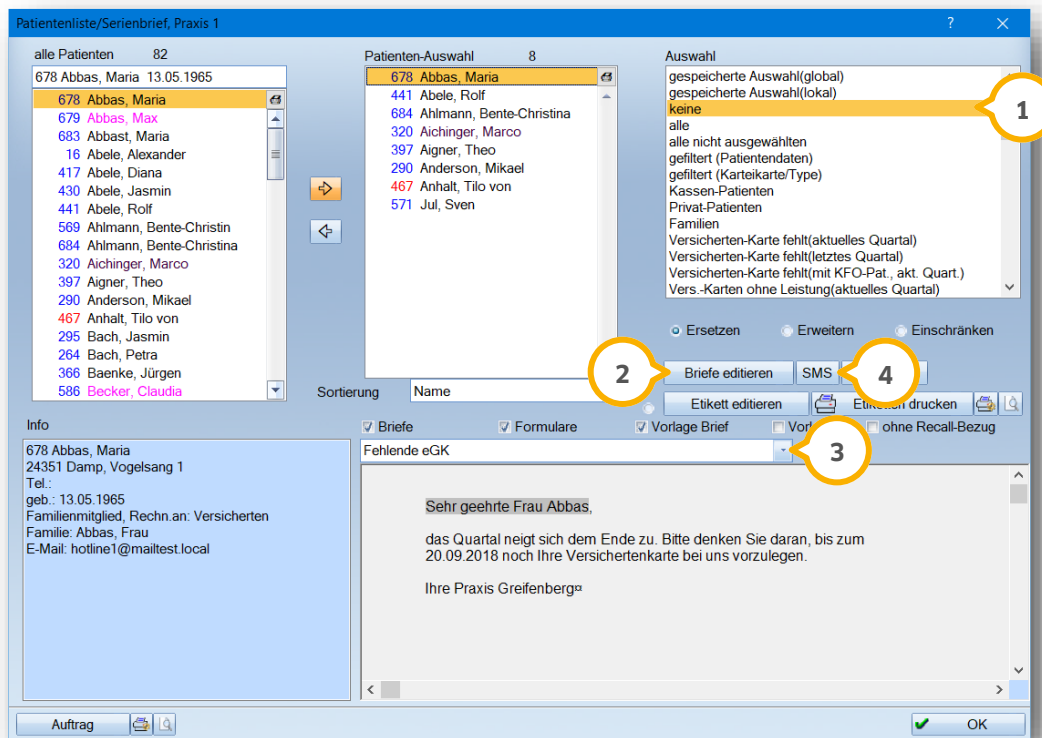 Patientenliste/Serienbrief, Praxis 1
?
alle Patienten 82
678 Abbas, Maria 13.05.1965
678 Abbas, Maria
679 Abbas, Max
683 Abbast, Maria
16 Abele, Alexander
417 Abele, Diana
430 Abele, Jasmin
441 Abele, Rolf
569 Ahlmann, Bente-Christin
684 Ahlmann, Bente-Christina
320 Aichinger, Marco
397 Aigner, Theo
290 Anderson, Mikael
467 Anhalt, Tilo von
295 Bach, Jasmin
264 Bach, Petra
366 Baenke, Jürgen
586 Becker, Claudia
Patienten-Auswahl 8
678 Abbas, Maria
441 Abele, Rolf
684 Ahlmann, Bente-Christina
320 Aichinger, Marco
397 Aigner, Theo
290 Anderson, Mikael
467 Anhalt, Tilo von
571 Jul, Sven
Sortierung Name
Auswahl
gespeicherte Auswahl(global)
gespeicherte Auswahl(lokal)
keine
alle
alle nicht ausgewählten
gefiltert (Patientendaten)
gefiltert (Karteikarte/Type)
Kassen-Patienten
Privat-Patienten
Familien
Versicherten-Karte fehlt(aktuelles Quartal)
Versicherten-Karte fehlt(letztes Quartal)
Versicherten-Karte fehlt(mit KFO-Pat., akt. Quart.)
Vers.-Karten ohne Leistung(aktuelles Quartal)
1
Ersetzen Erweitern Einschränken
2 Briefe editieren SMS 4
Etikett editieren Etiketten drucken
Info
678 Abbas, Maria
24351 Damp, Vogelsang 1
Tel.:
geb.: 13.05.1965
Familienmitglied, Rechn.an: Versicherten
Familie: Abbas, Frau
E-Mail: hotline1@mailtest.local
Briefe Formulare Vorlage Brief ohne Recall-Bezug
Fehlende eGK 3
Sehr geehrte Frau Abbas,
das Quartal neigt sich dem Ende zu. Bitte denken Sie daran, bis zum
20.09.2018 noch Ihre Versichertenkarte bei uns vorzulegen.
Ihre Praxis Greifenberg¤
Auftrag OK